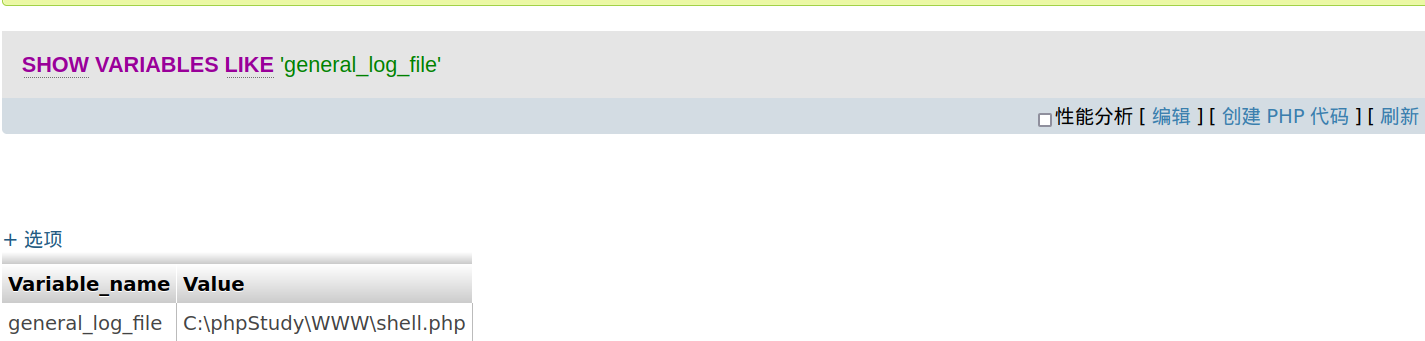 SHOW VARIABLES LIKE 'general_log_file'
性能分析 [ 编辑 ] [ 创建 PHP 代码 ] [ 刷新
+ 选项
Variable_name Value
general_log_file C:\phpStudy\WWW\shell.php